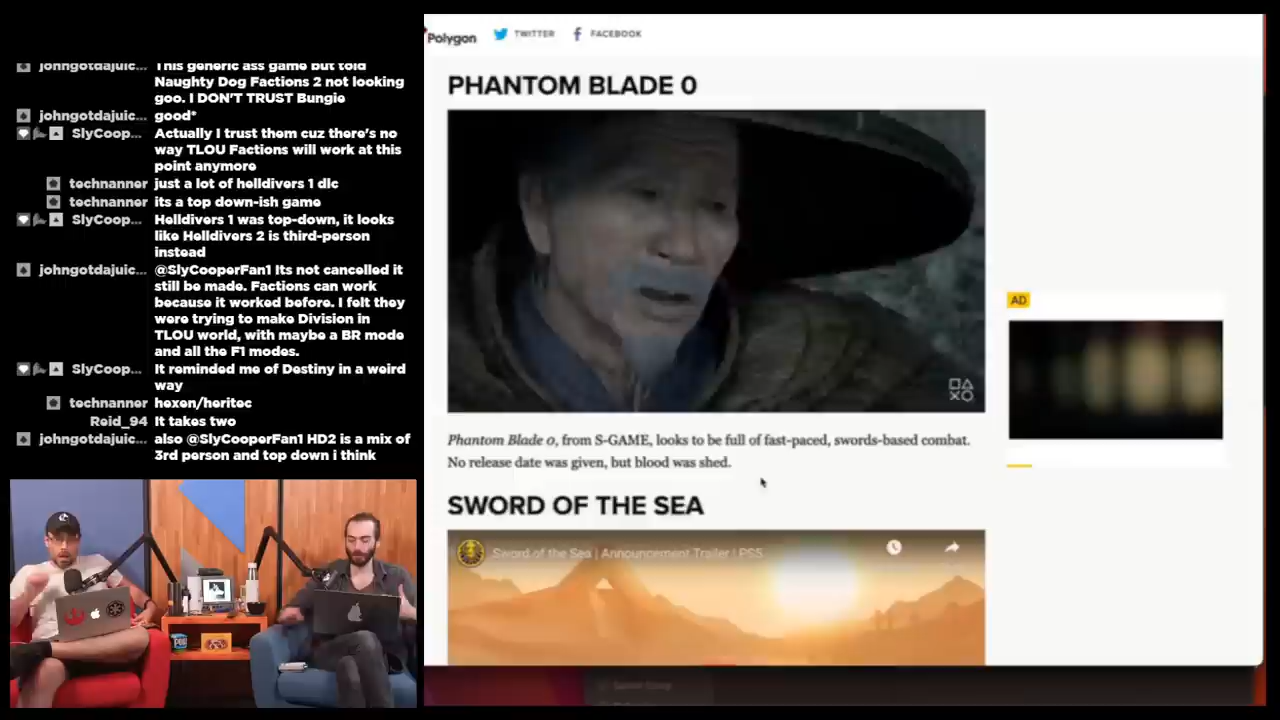 johngotdajuic... This generic ass game but told
Naughty Dog Factions 2 not looking
goo. I DON'T TRUST Bungie
johngotdajuic... good*
SlyCoop... Actually I trust them cuz there's no
way TLOU Factions will work at this
point anymore
technanner just a lot of helldivers 1 dlc
technanner its a top down-ish game
SlyCoop... Helldivers 1 was top-down, it looks
like Helldivers 2 is third-person
instead
johngotdajuic... @SlyCooperFan1 Its not cancelled it
still be made. Factions can work
because it worked before. I felt they
were trying to make Division in
TLOU world, with maybe a BR mode
and all the F1 modes.
SlyCoop... It reminded me of Destiny in a weird
way
technanner hexen/heritec
Reid_94 It takes two
johngotdajuic... also @SlyCooperFan1 HD2 is a mix of
3rd person and top down i think
Polygon TWITTER FACEBOOK
PHANTOM BLADE 0
Phantom Blade 0, from S-GAME, looks to be full of fast-paced, swords-based combat.
No release date was given, but blood was shed.
SWORD OF THE SEA
Sword of the Sea | Announcement Trailer | PS5
AD